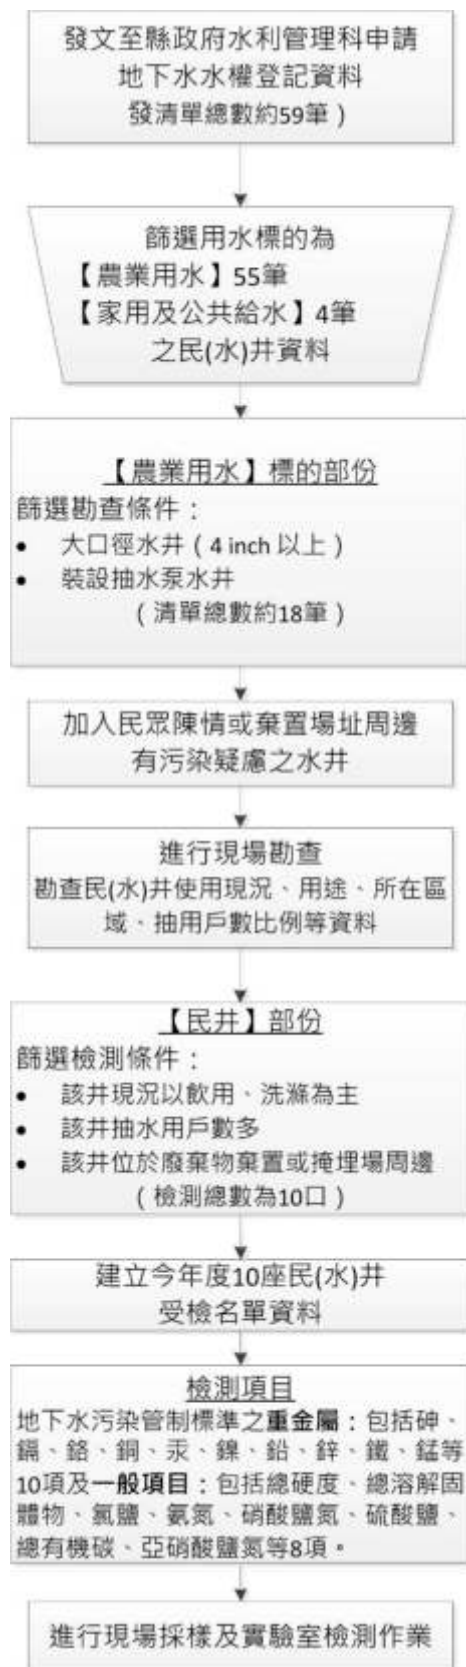 發文至縣政府水利管理科申請
地下水水權登記資料
發清單總數約59筆）
篩選用水標的為
【農業用水】55筆
【家用及公共給水】4筆
之民(水)井資料
【農業用水】標的部份
篩選勘查條件：
• 大口徑水井（4 inch 以上）
• 裝設抽水泵水井
（清單總數約18筆）
加入民眾陳情或棄置場址周邊
有污染疑慮之水井
進行現場勘查
勘查民(水)井使用現況、用途、所在區
域、抽用戶數比例等資料
【民井】部份
篩選檢測條件：
• 該井現況以飲用、洗滌為主
• 該井抽水用戶數多
• 該井位於廢棄物棄置或掩埋場周邊
（檢測總數為10口）
建立今年度10座民(水)井
受檢名單資料
檢測項目
地下水污染管制標準之重金屬：包括砷、
鎘、鉻、銅、汞、鎳、鉛、鋅、鐵、錳等
10項及一般項目：包括總硬度、總溶解固
體物、氯鹽、氨氮、硝酸鹽氮、硫酸鹽、
總有機碳、亞硝酸鹽氮等8項。
進行現場採樣及實驗室檢測作業